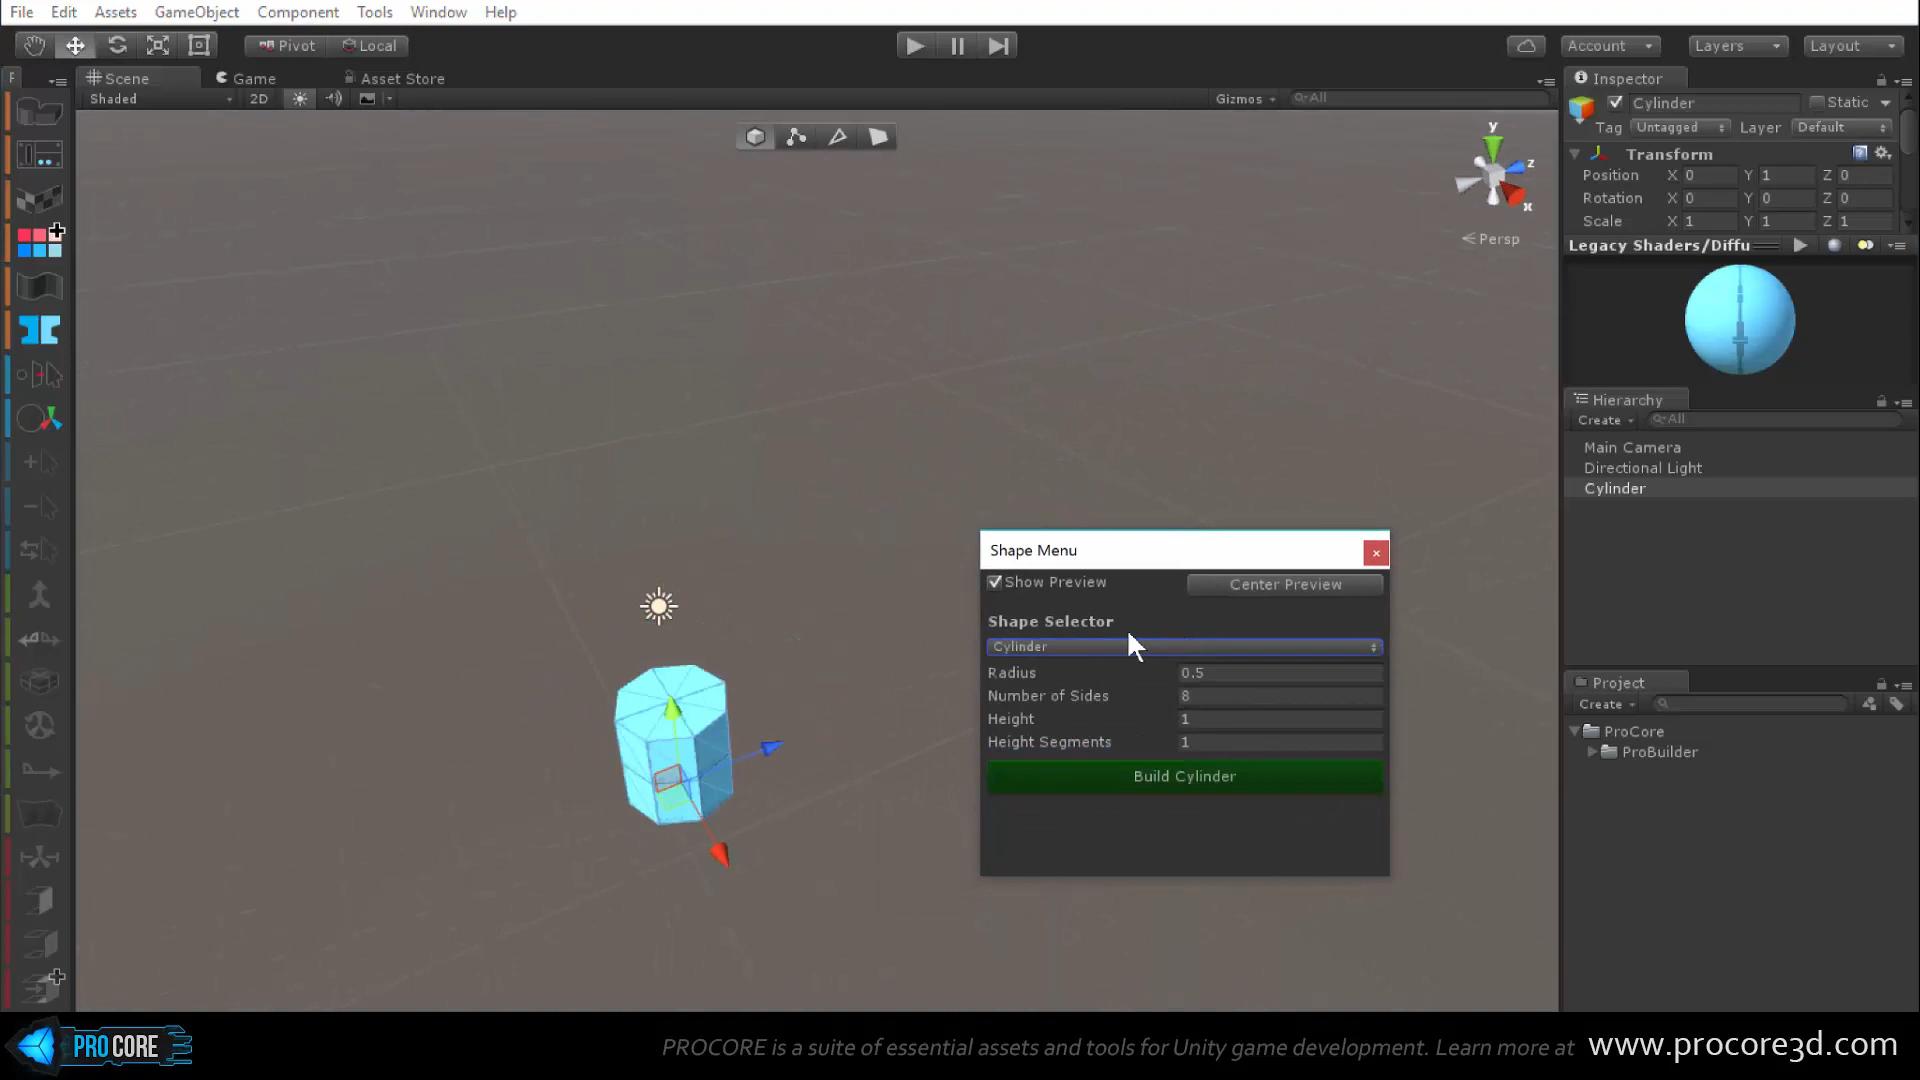 File Edit Assets GameObject Component Tools Window Help
Pivot Local Account Layers Layout
F Scene Game Asset Store Inspector
Shaded 2D Gizmos All
Cylinder Static
Tag Untagged Layer Default
Transform
Position X 0 Y 1 Z 0
Rotation X 0 Y 0 Z 0
Scale X 1 Y 1 Z 1
y
z
x
Persp
Legacy Shaders/Diffu
Hierarchy
Create All
Main Camera
Directional Light
Cylinder
Shape Menu
Show Preview Center Preview
Shape Selector
Cylinder
Radius 0.5
Number of Sides 8
Height 1
Height Segments 1
Build Cylinder
Project
Create
ProCore
ProBuilder
PROCORE
PROCORE is a suite of essential assets and tools for Unity game development. Learn more at www.procore3d.com